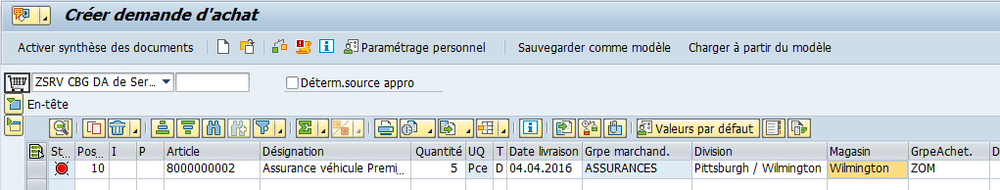 Créer demande d'achat
Activer synthèse des documents Paramétrage personnel Sauvegarder comme modèle Charger à partir du modèle
ZSRV CBG DA de Ser... Déterm.source appro
En-tête
Valeurs par défaut
St... Pos... I P Article Désignation Quantité UQ T Date livraison Grpe marchand. Division Magasin GrpeAchet. D
10 8000000002 Assurance véhicule Premi... 5 Pce D 04.04.2016 ASSURANCES Pittsburgh / Wilmington Wilmington ZOM